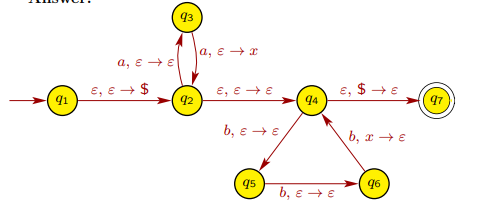 Answer:
q3
a, ε → ε
a, ε → x
q1
ε, ε → $
q2
ε, ε → ε
q4
ε, $ → ε
q7
b, ε → ε
b, x → ε
q5
b, ε → ε
q6